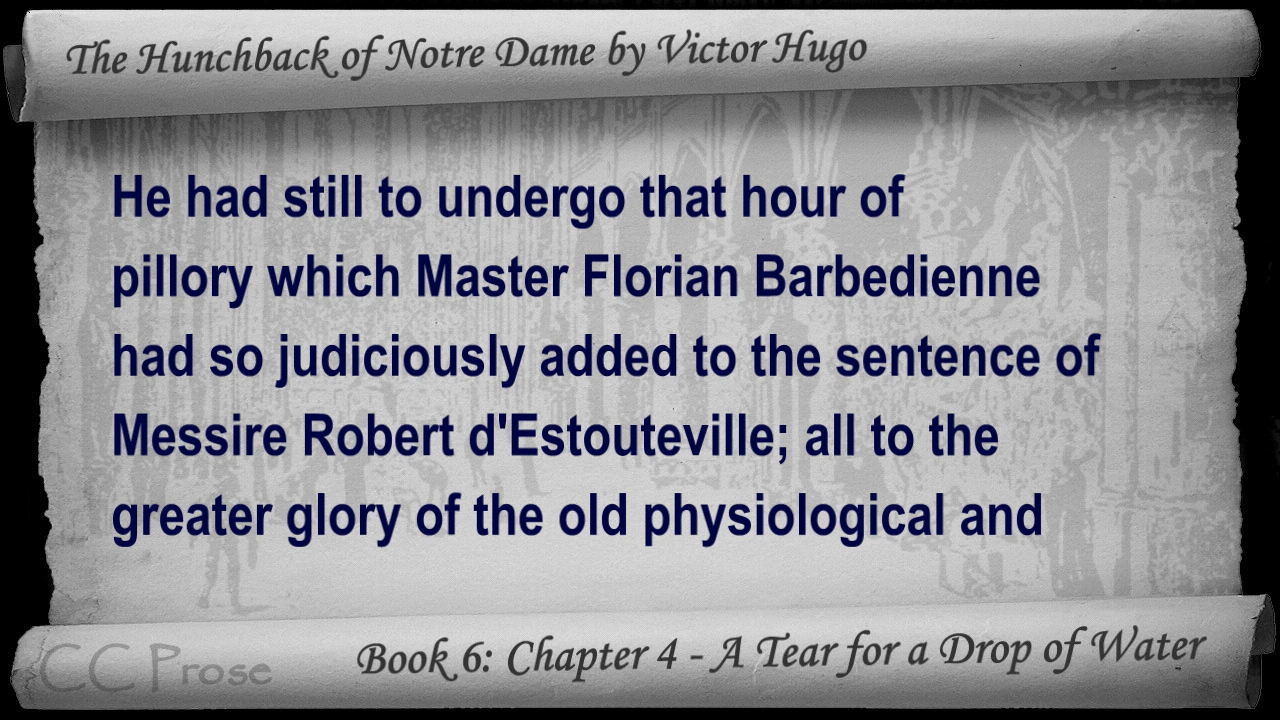 The Hunchback of Notre Dame by Victor Hugo
He had still to undergo that hour of
pillory which Master Florian Barbedienne
had so judiciously added to the sentence of
Messire Robert d'Estouteville; all to the
greater glory of the old physiological and
CC Prose
Book 6: Chapter 4 - A Tear for a Drop of Water